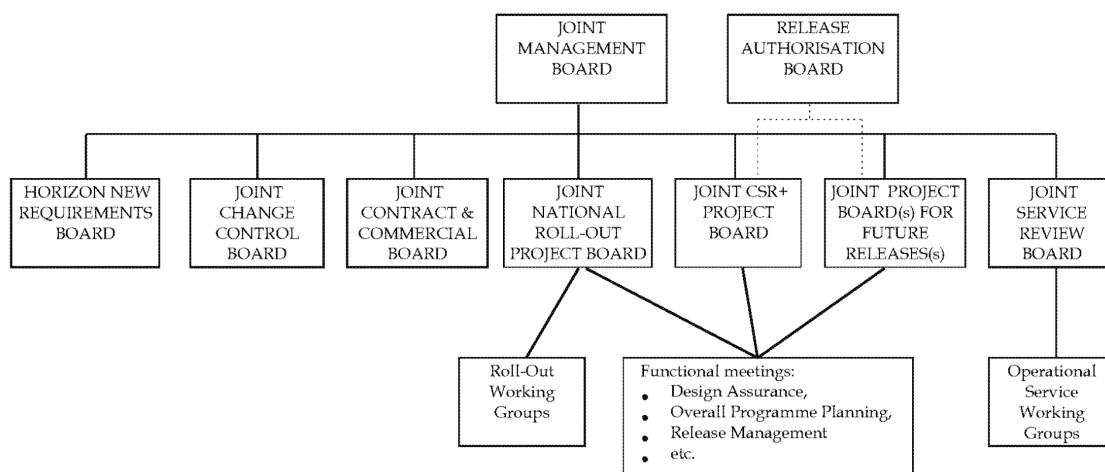 JOINT
MANAGEMENT
BOARD
RELEASE
AUTHORISATION
BOARD
HORIZON NEW
REQUIREMENTS
BOARD
JOINT
CHANGE
CONTROL
BOARD
JOINT
CONTRACT &
COMMERCIAL
BOARD
JOINT
NATIONAL
ROLL-OUT
PROJECT BOARD
JOINT CSR+
PROJECT
BOARD
JOINT PROJECT
BOARD(s) FOR
FUTURE
RELEASES(s)
JOINT
SERVICE
REVIEW
BOARD
Roll-Out
Working
Groups
Functional meetings:
• Design Assurance,
• Overall Programme Planning,
• Release Management
• etc.
Operational
Service
Working
Groups